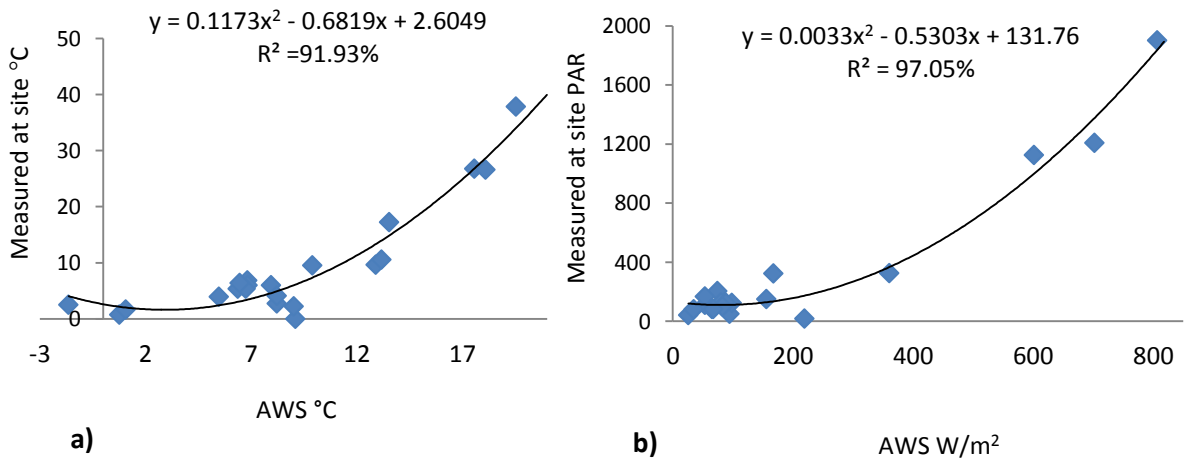 y = 0.1173x² - 0.6819x + 2.6049
R² =91.93%
Measured at site °C
50
40
30
20
10
0
-3 2 7 12 17
AWS °C
a)
y = 0.0033x² - 0.5303x + 131.76
R² = 97.05%
Measured at site PAR
2000
1600
1200
800
400
0
0 200 400 600 800
AWS W/m²
b)